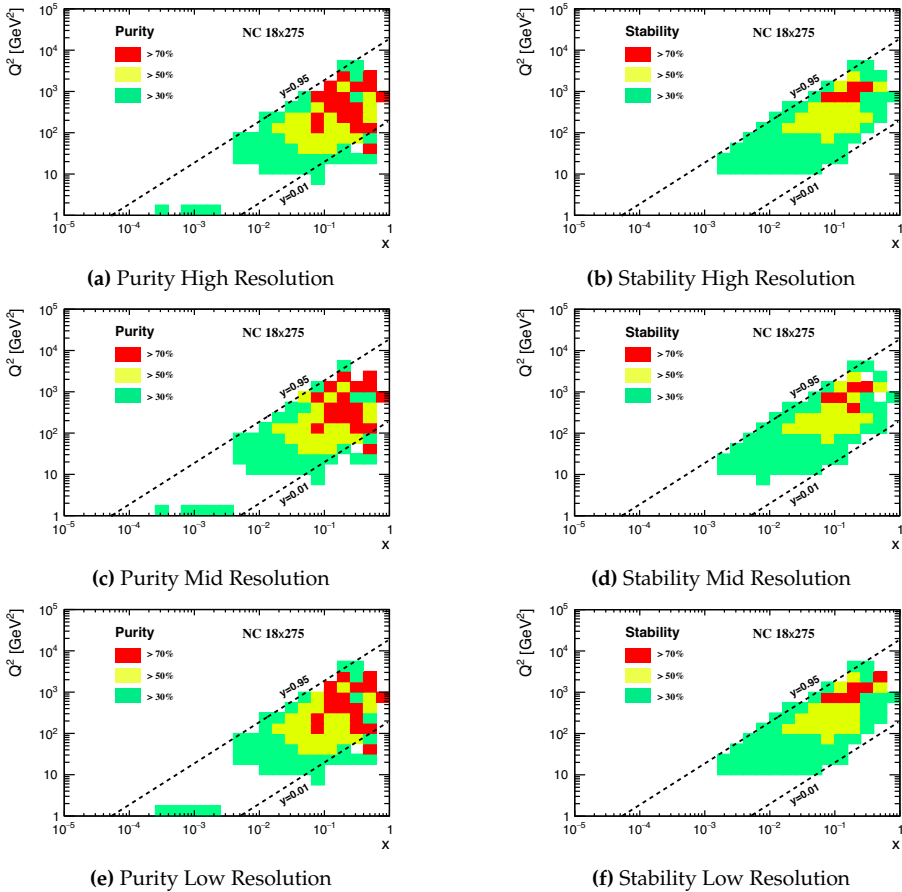 Q² [GeV²]
10⁵
10⁴
10³
10²
10
1
Purity
> 70%
> 50%
> 30%
NC 18x275
y=0.95
y=0.01
10⁻⁵ 10⁻⁴ 10⁻³ 10⁻² 10⁻¹ 1
x
(a) Purity High Resolution
Q² [GeV²]
10⁵
10⁴
10³
10²
10
1
Stability
> 70%
> 50%
> 30%
NC 18x275
y=0.95
y=0.01
10⁻⁵ 10⁻⁴ 10⁻³ 10⁻² 10⁻¹ 1
x
(b) Stability High Resolution
Q² [GeV²]
10⁵
10⁴
10³
10²
10
1
Purity
> 70%
> 50%
> 30%
NC 18x275
y=0.95
y=0.01
10⁻⁵ 10⁻⁴ 10⁻³ 10⁻² 10⁻¹ 1
x
(c) Purity Mid Resolution
Q² [GeV²]
10⁵
10⁴
10³
10²
10
1
Stability
> 70%
> 50%
> 30%
NC 18x275
y=0.95
y=0.01
10⁻⁵ 10⁻⁴ 10⁻³ 10⁻² 10⁻¹ 1
x
(d) Stability Mid Resolution
Q² [GeV²]
10⁵
10⁴
10³
10²
10
1
Purity
> 70%
> 50%
> 30%
NC 18x275
y=0.95
y=0.01
10⁻⁵ 10⁻⁴ 10⁻³ 10⁻² 10⁻¹ 1
x
(e) Purity Low Resolution
Q² [GeV²]
10⁵
10⁴
10³
10²
10
1
Stability
> 70%
> 50%
> 30%
NC 18x275
y=0.95
y=0.01
10⁻⁵ 10⁻⁴ 10⁻³ 10⁻² 10⁻¹ 1
x
(f) Stability Low Resolution